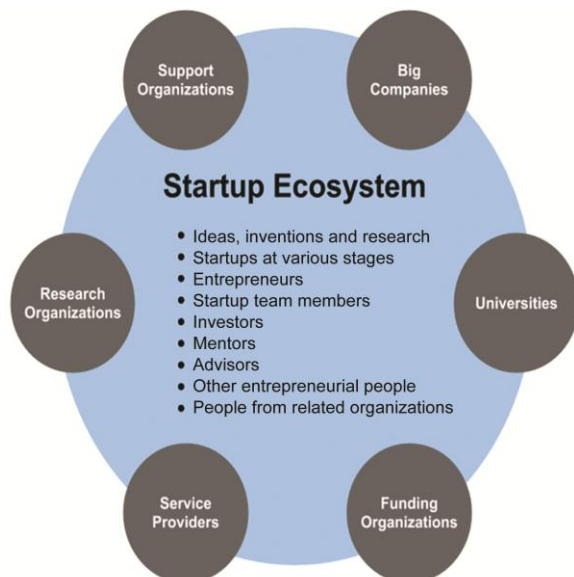 Support
Organizations
Big
Companies
Startup Ecosystem
• Ideas, inventions and research
• Startups at various stages
• Entrepreneurs
• Startup team members
• Investors
• Mentors
• Advisors
• Other entrepreneurial people
• People from related organizations
Research
Organizations
Universities
Service
Providers
Funding
Organizations